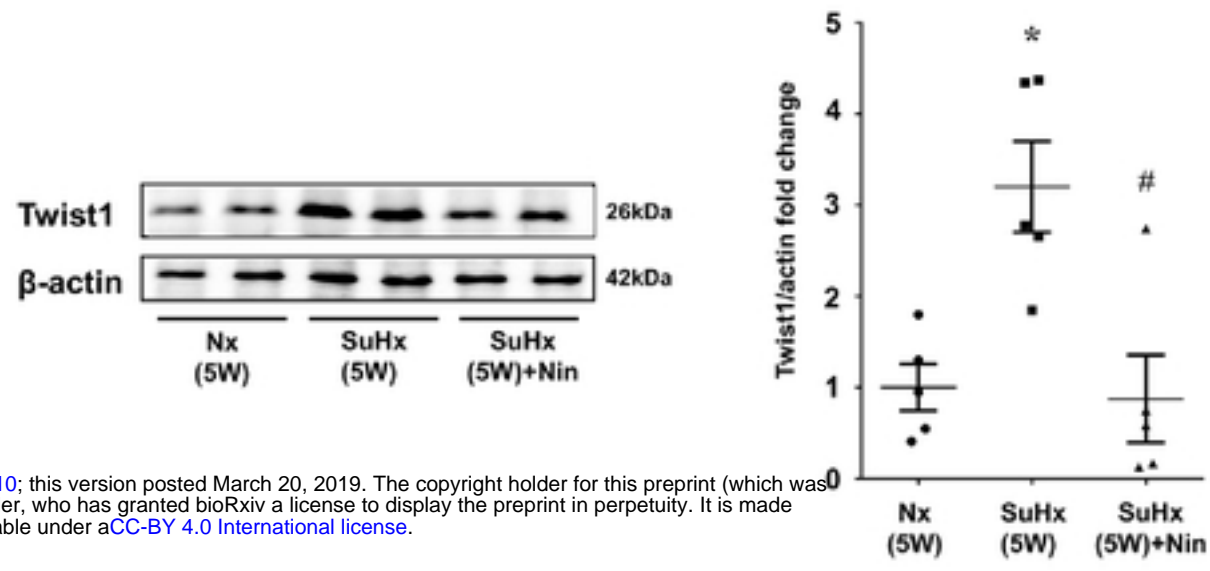 Twist1
26kDa
β-actin
42kDa
Nx
(5W)
SuHx
(5W)
SuHx
(5W)+Nin
Twist1/actin fold change
5
4
3
2
1
0
*
#
Nx
(5W)
SuHx
(5W)
SuHx
(5W)+Nin
10; this version posted March 20, 2019. The copyright holder for this preprint (which was
er, who has granted bioRxiv a license to display the preprint in perpetuity. It is made
able under aCC-BY 4.0 International license.